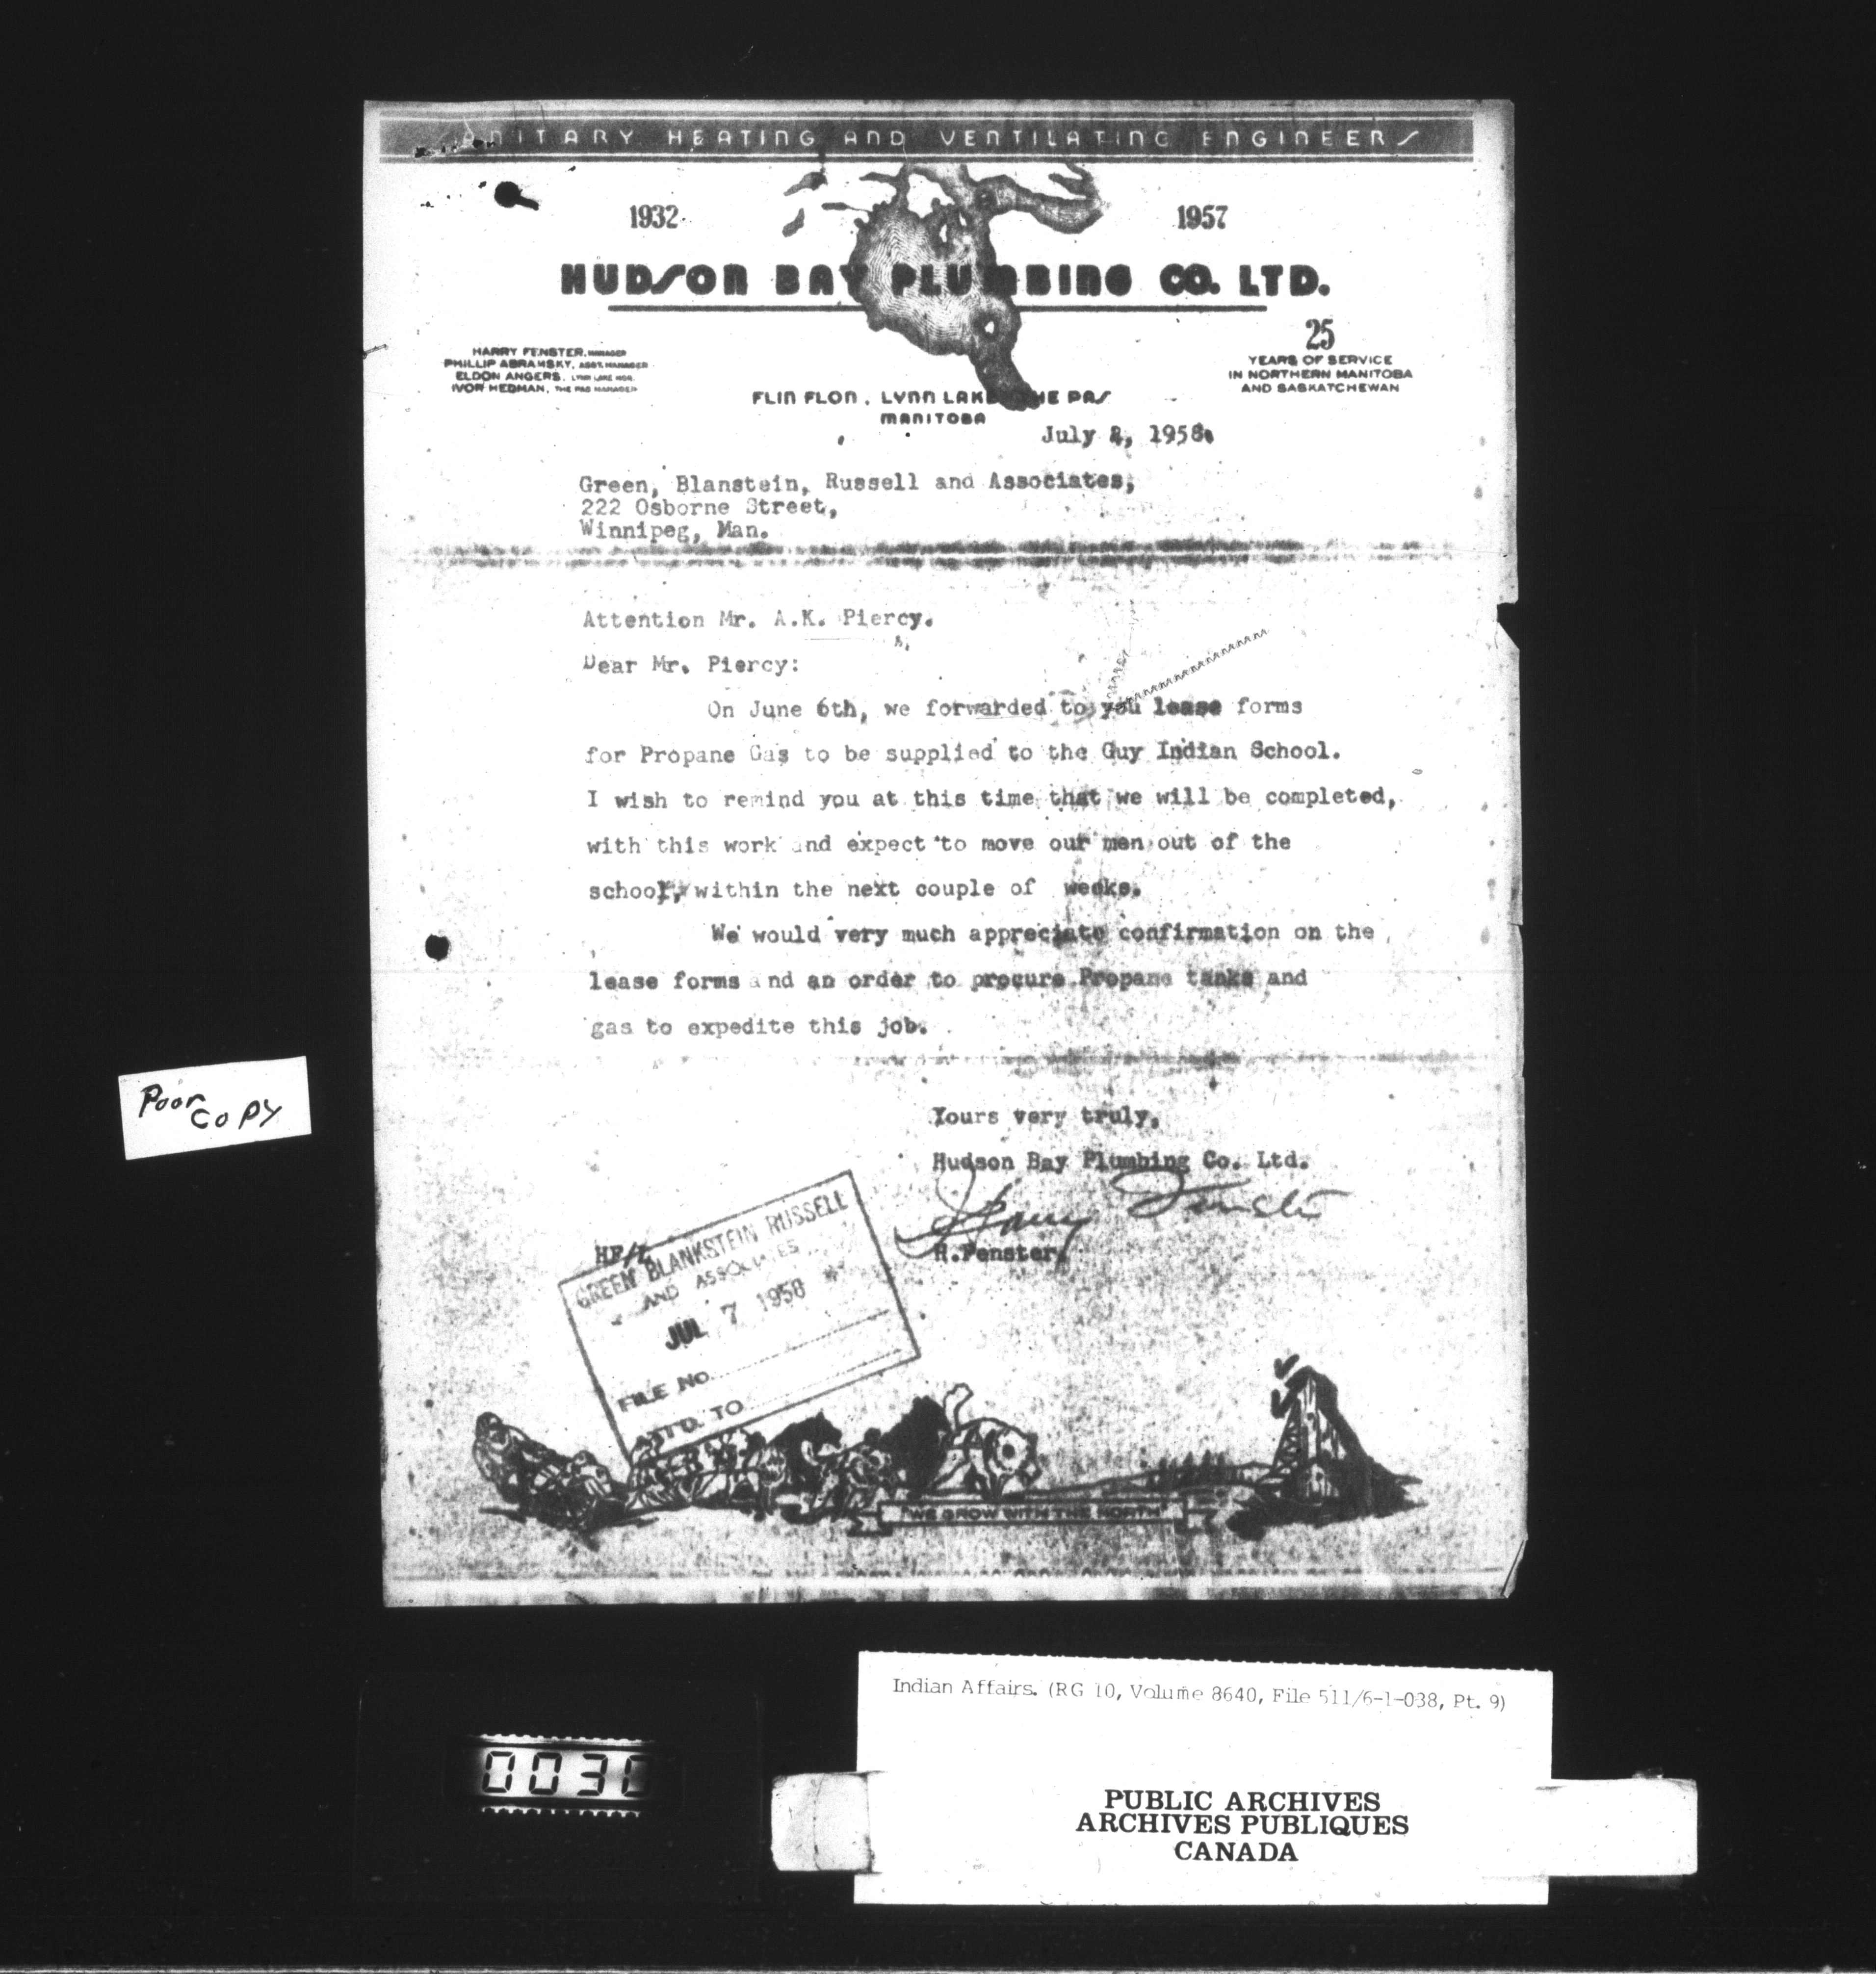 SANITARY HEATING AND VENTILATING ENGINEERS
1932
1957
HUDSON BAY PLUMBING CO. LTD.
HARRY FENSTER, MANAGER
PHILLIP ABRAMSKY, ASST. MANAGER
ELDON ANGERS, LYNN LAKE MGR.
IVOR HEDMAN, THE PAS MANAGER
25
YEARS OF SERVICE
IN NORTHERN MANITOBA
AND SASKATCHEWAN
FLIN FLON, LYNN LAKE THE PAS
MANITOBA
July 2, 1958.
Green, Blanstein, Russell and Associates,
222 Osborne Street,
Winnipeg, Man.
Attention Mr. A.K. Piercy.
Dear Mr. Piercy:
On June 6th, we forwarded to you lease forms
for Propane Gas to be supplied to the Guy Indian School.
I wish to remind you at this time that we will be completed,
with this work and expect to move our men out of the
school, within the next couple of weeks.
We would very much appreciate confirmation on the
lease forms and an order to procure Propane tanks and
gas to expedite this job.
Poor
Copy
Yours very truly,
Hudson Bay Plumbing Co. Ltd.
Harry Fenster
H.Fenster,
HF/
GREEN BLANKSTEIN RUSSELL
AND ASSOCIATES
JUL 7 1958
FILE NO.
ATTD. TO
"WE GROW WITH THE NORTH"
Indian Affairs. (RG 10, Volume 8640, File 511/6-1-038, Pt. 9)
003
PUBLIC ARCHIVES
ARCHIVES PUBLIQUES
CANADA